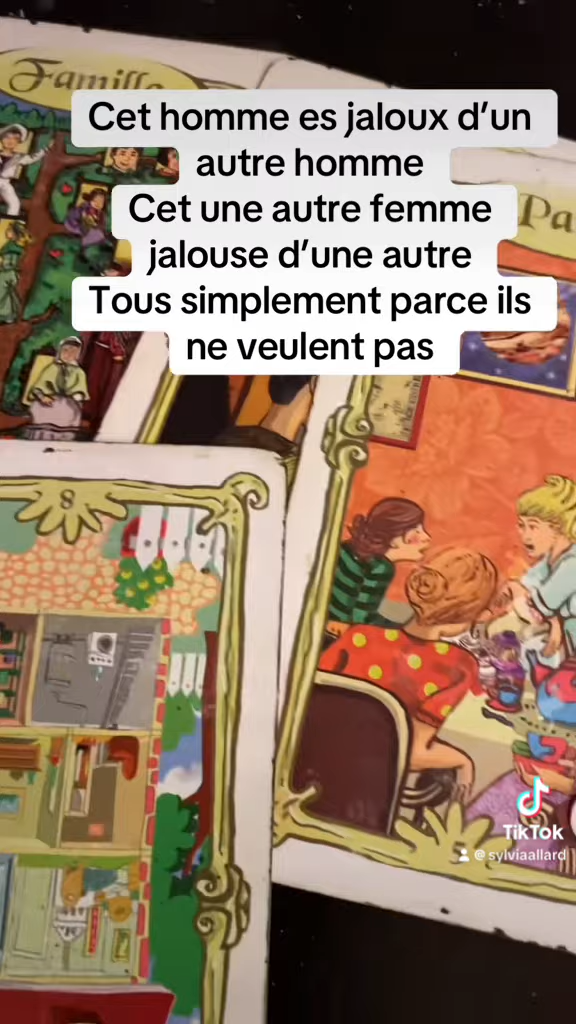 Famille
Cet homme es jaloux d’un
autre homme
Cet une autre femme
jalouse d’une autre
Tous simplement parce ils
ne veulent pas
Pa
8
TikTok
@sylviaallard